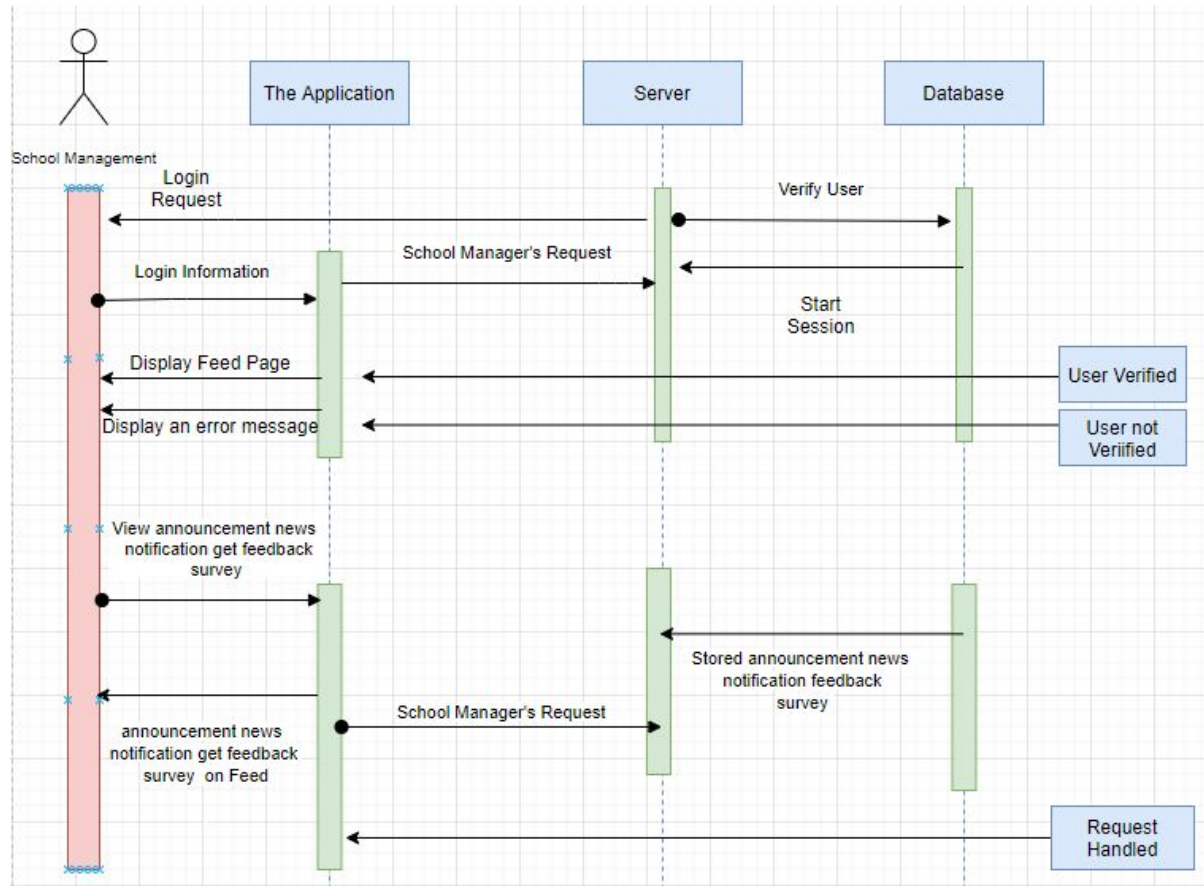 The Application
Server
Database
School Management
Login
Request
Verify User
School Manager's Request
Login Information
Start
Session
Display Feed Page
User Verified
Display an error message
User not
Veriified
View announcement news
notification get feedback
survey
Stored announcement news
notification feedback
survey
School Manager's Request
announcement news
notification get feedback
survey on Feed
Request
Handled